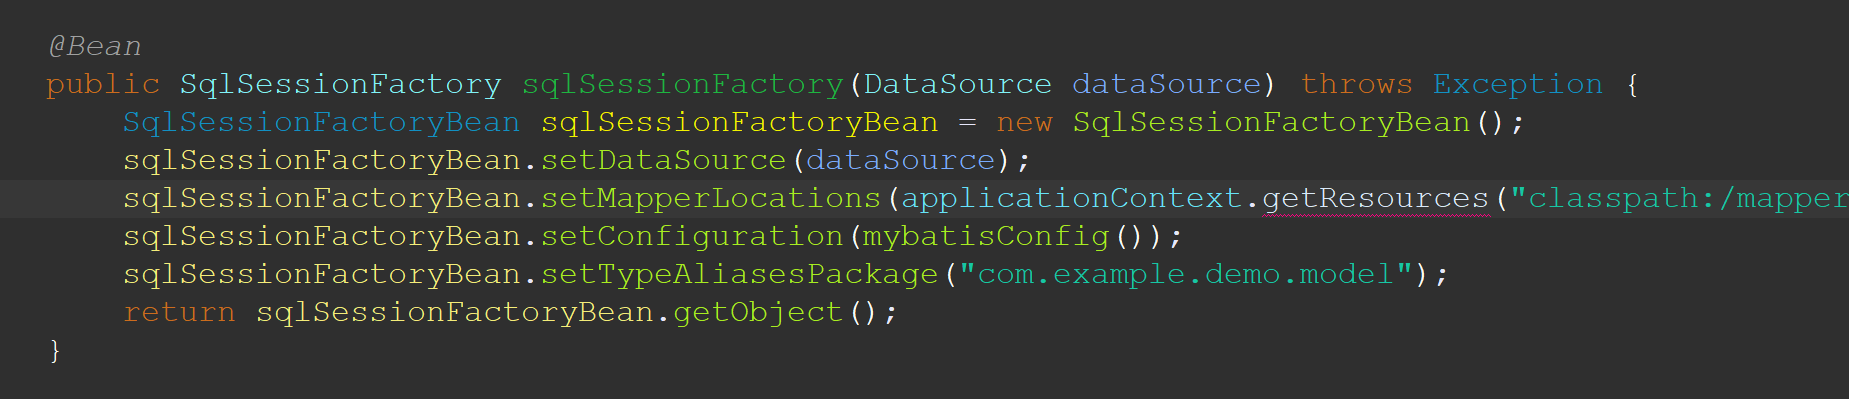 @Bean
public SqlSessionFactory sqlSessionFactory(DataSource dataSource) throws Exception {
    SqlSessionFactoryBean sqlSessionFactoryBean = new SqlSessionFactoryBean();
    sqlSessionFactoryBean.setDataSource(dataSource);
    sqlSessionFactoryBean.setMapperLocations(applicationContext.getResources("classpath:/mapper
    sqlSessionFactoryBean.setConfiguration(mybatisConfig());
    sqlSessionFactoryBean.setTypeAliasesPackage("com.example.demo.model");
    return sqlSessionFactoryBean.getObject();
}